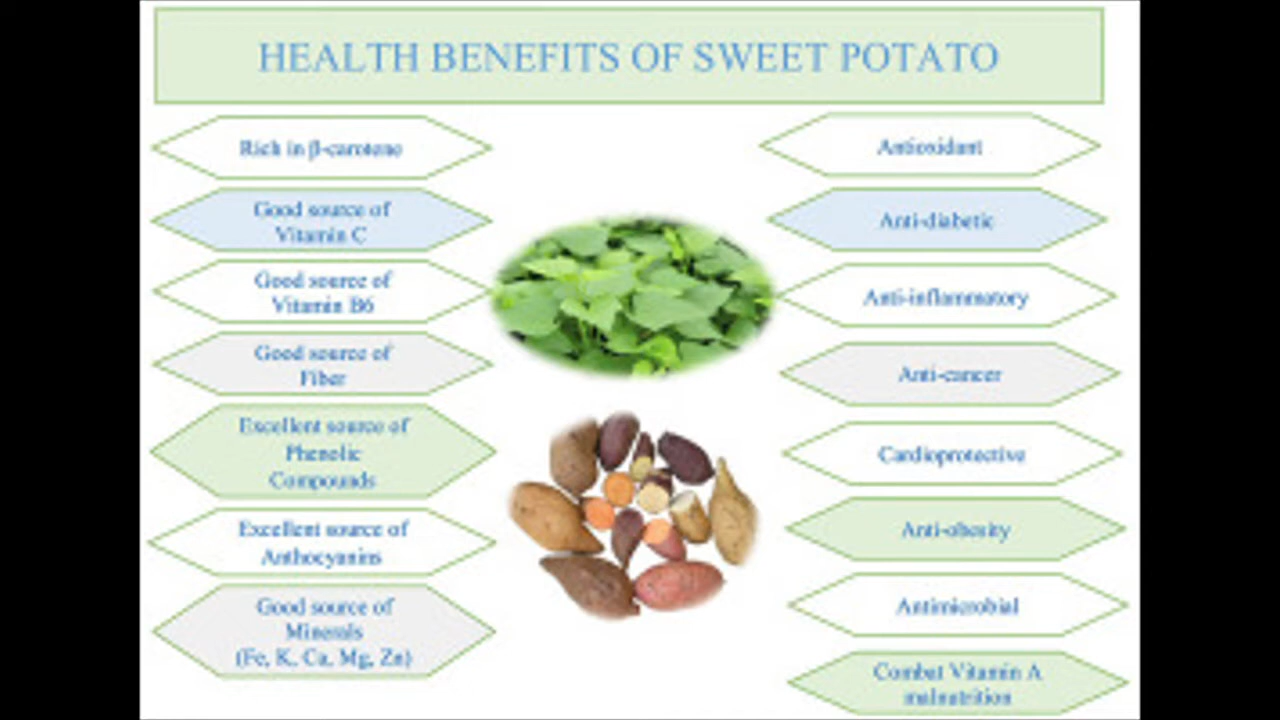 HEALTH BENEFITS OF SWEET POTATO
Rich in β-carotene
Good source of
Vitamin C
Good source of
Vitamin B6
Good source of
Fiber
Excellent source of
Phenolic
Compounds
Excellent source of
Anthocyanins
Good source of
Minerals
(Fe, K, Ca, Mg, Zn)
Antioxidant
Anti-diabetic
Anti-inflammatory
Anti-cancer
Cardioprotective
Anti-obesity
Antimicrobial
Combat Vitamin A
malnutrition